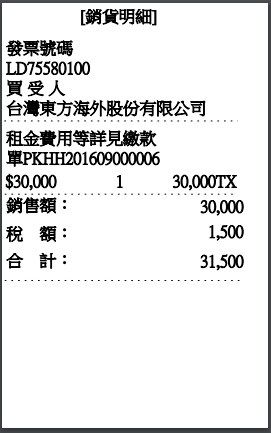 [銷貨明細]
發票號碼
LD75580100
買 受 人
台灣東方海外股份有限公司
租金費用等詳見繳款
單PKHH201609000006
$30,000 1 30,000TX
銷售額： 30,000
稅 額： 1,500
合 計： 31,500